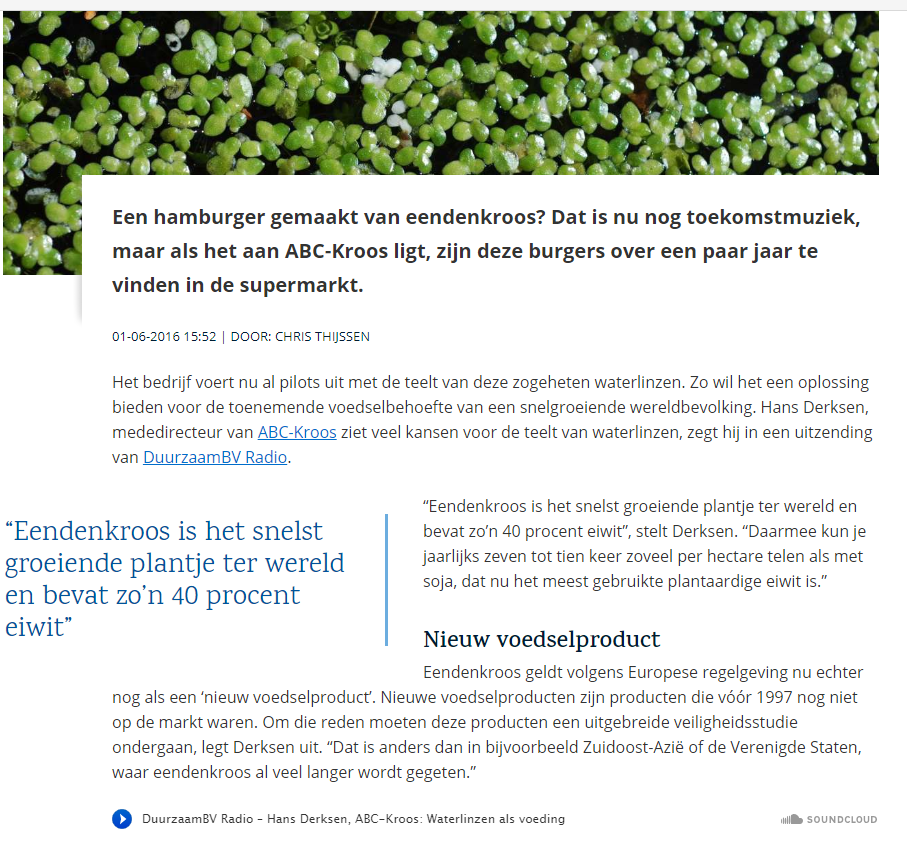 Een hamburger gemaakt van eendenkroos? Dat is nu nog toekomstmuziek,
maar als het aan ABC-Kroos ligt, zijn deze burgers over een paar jaar te
vinden in de supermarkt.
01-06-2016 15:52 | DOOR: CHRIS THIJSSEN
Het bedrijf voert nu al pilots uit met de teelt van deze zogeheten waterlinzen. Zo wil het een oplossing
bieden voor de toenemende voedselbehoefte van een snelgroeiende wereldbevolking. Hans Derksen,
mededirecteur van ABC-Kroos ziet veel kansen voor de teelt van waterlinzen, zegt hij in een uitzending
van DuurzaamBV Radio.
“Eendenkroos is het snelst
groeiende plantje ter wereld
en bevat zo’n 40 procent
eiwit”
“Eendenkroos is het snelst groeiende plantje ter wereld en
bevat zo’n 40 procent eiwit”, stelt Derksen. “Daarmee kun je
jaarlijks zeven tot tien keer zoveel per hectare telen als met
soja, dat nu het meest gebruikte plantaardige eiwit is.”
Nieuw voedselproduct
Eendenkroos geldt volgens Europese regelgeving nu echter
nog als een ‘nieuw voedselproduct’. Nieuwe voedselproducten zijn producten die vóór 1997 nog niet
op de markt waren. Om die reden moeten deze producten een uitgebreide veiligheidsstudie
ondergaan, legt Derksen uit. “Dat is anders dan in bijvoorbeeld Zuidoost-Azië of de Verenigde Staten,
waar eendenkroos al veel langer wordt gegeten.”
DuurzaamBV Radio - Hans Derksen, ABC-Kroos: Waterlinzen als voeding
SOUNDCLOUD